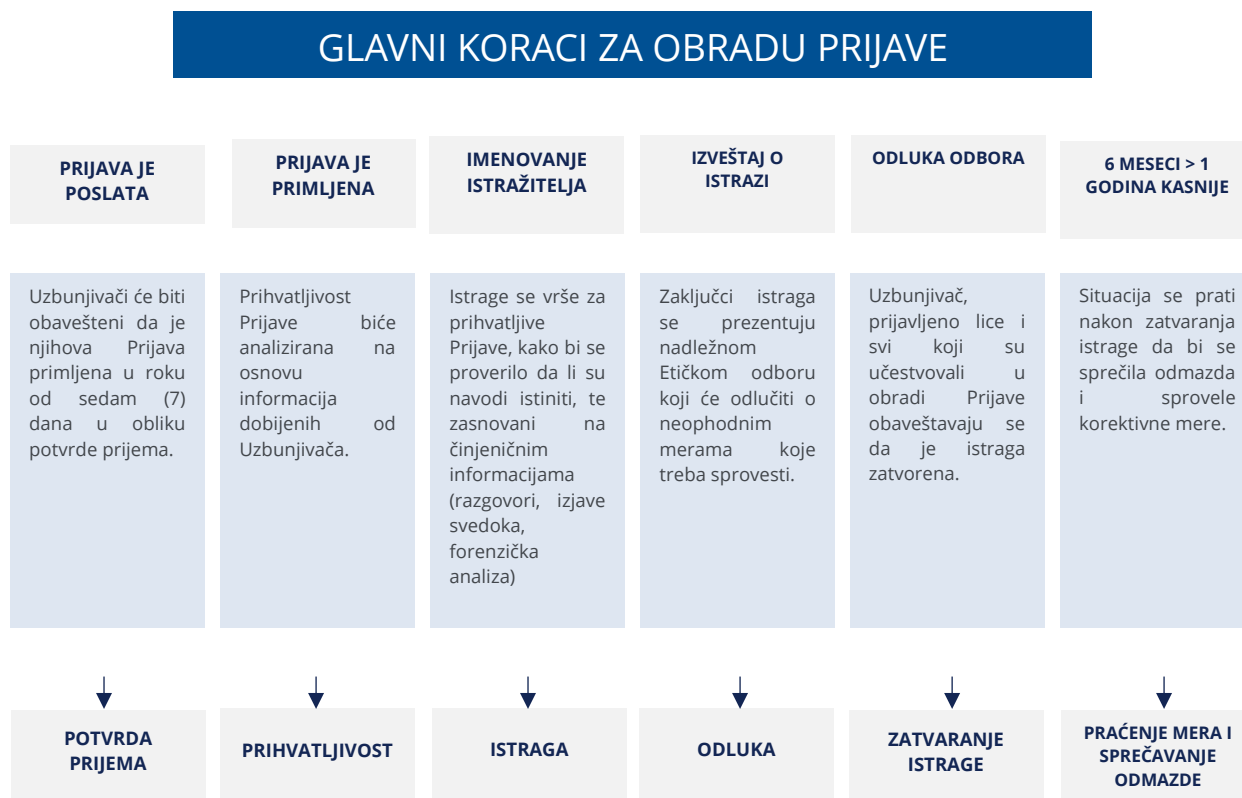 GLAVNI KORACI ZA OBRADU PRIJAVE
PRIJAVA JE
POSLATA
PRIJAVA JE
PRIMLJENA
IMENOVANJE
ISTRAŽITELJA
IZVEŠTAJ O
ISTRAZI
ODLUKA ODBORA
6 MESECI > 1
GODINA KASNIJE
Uzbunjivači će biti
obavešteni da je
njihova Prijava
primljena u roku
od sedam (7)
dana u obliku
potvrde prijema.
Prihvatljivost
Prijave biće
analizirana na
osnovu
informacija
dobijenih od
Uzbunjivača.
Istrage se vrše za
prihvatljive
Prijave, kako bi se
proverilo da li su
navodi istiniti, te
zasnovani na
činjeničnim
informacijama
(razgovori, izjave
svedoka,
forenzička
analiza)
Zaključci istraga
se prezentuju
nadležnom
Etičkom odboru
koji će odlučiti o
neophodnim
merama koje
treba sprovesti.
Uzbunjivač,
prijavljeno lice i
svi koji su
učestvovali u
obradi Prijave
obaveštavaju se
da je istraga
zatvorena.
Situacija se prati
nakon zatvaranja
istrage da bi se
sprečila odmazda
i sprovele
korektivne mere.
POTVRDA
PRIJEMA
PRIHVATLJIVOST
ISTRAGA
ODLUKA
ZATVARANJE
ISTRAGE
PRAĆENJE MERA I
SPREČAVANJE
ODMAZDE